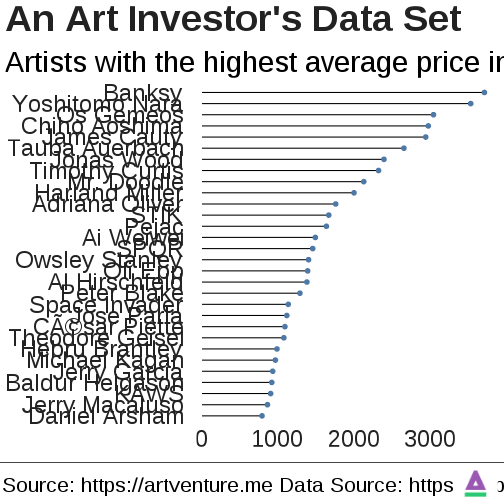 An Art Investor's Data Set
Artists with the highest average price in
Banksy
Yoshitomo Nara
Os Gemeos
Chiho Aoshima
James Cauty
Tauba Auerbach
Jonas Wood
Timothy Curtis
Mr. Doodle
Harland Miller
Adriana Oliver
STIK
Pejac
Ai Weiwei
SPQR
Owsley Stanley
Oli Epp
Al Hirschfeld
Peter Blake
Space Invader
Jose Parla
CÃ©sar Piette
Theodore Geisel
Hebru Brantley
Michael Kagan
Jerry Garcia
Baldur Helgason
KAWS
Jerry Macaluso
Daniel Arsham
0 1000 2000 3000
Source: https://artventure.me Data Source: https